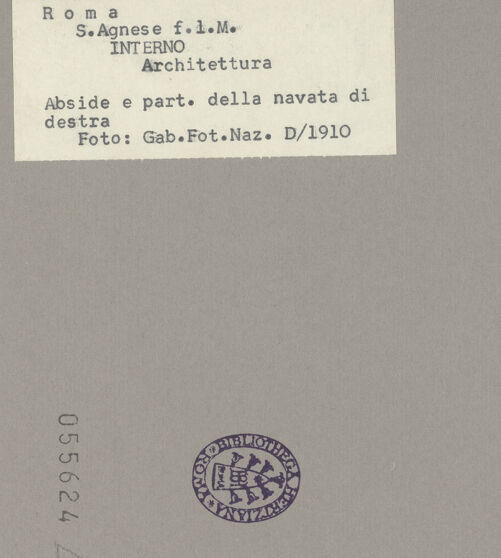 R o m a
S.Agnese f.l.M.
INTERNO
Architettura
Abside e part. della navata di
destra
Foto: Gab.Fot.Naz. D/1910
055624
BIBLIOTHECA HERTZIANA ROMA